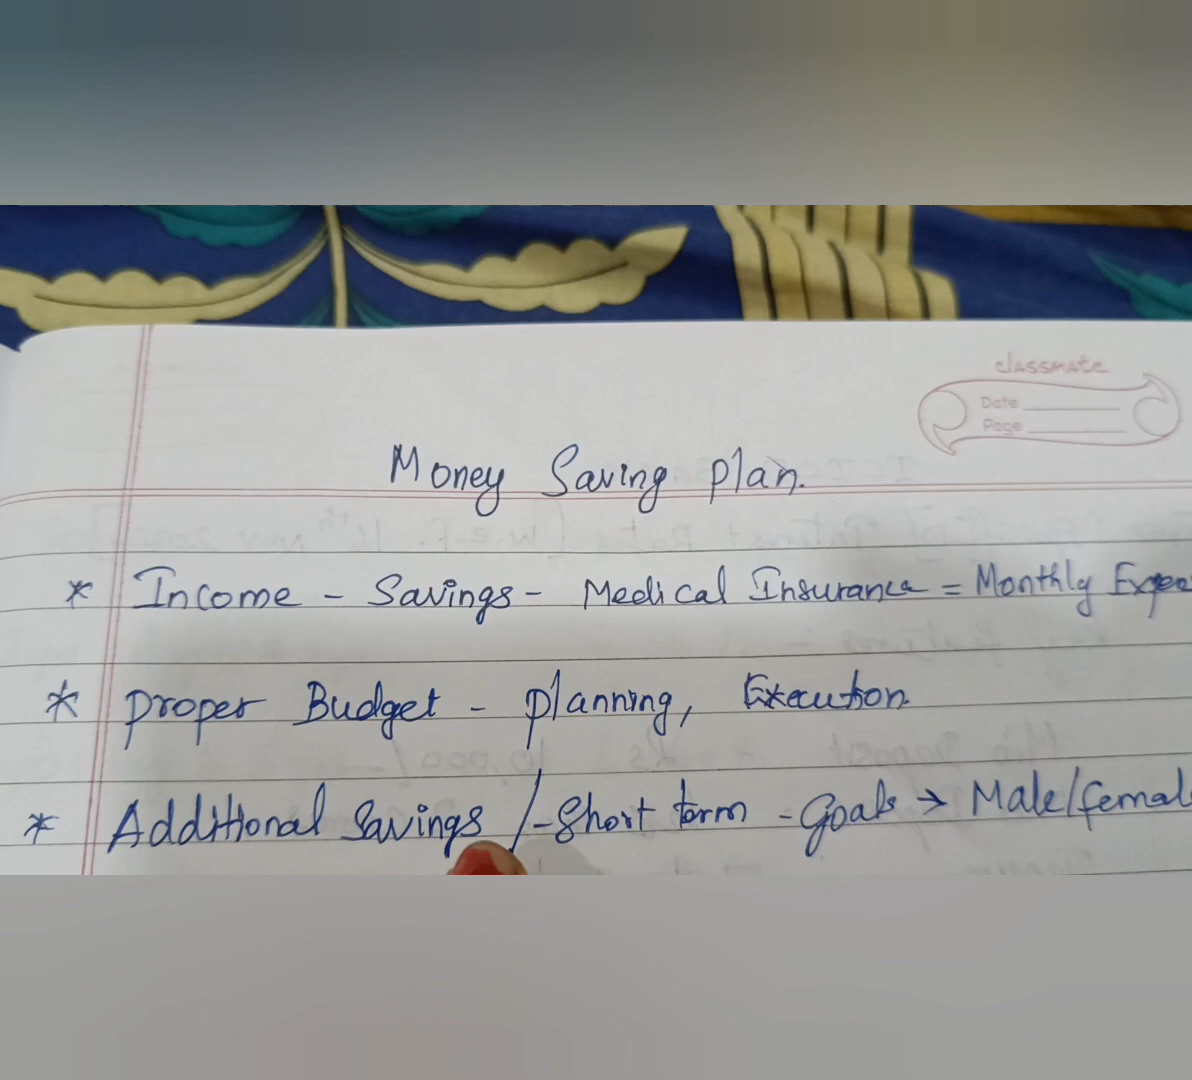 classmate
Date
Page
Money Saving plan.
* Income - Savings - Medical Insurance = Monthly
* proper Budget - planning, Execution.
* Additional Savings /-Short term - Goals → Male/femal